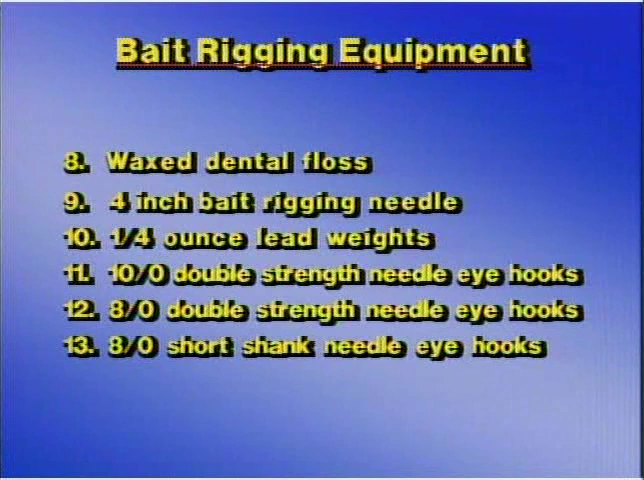 Bait Rigging Equipment
8. Waxed dental floss
9. 4 inch bait rigging needle
10. 1/4 ounce lead weights
11. 10/0 double strength needle eye hooks
12. 8/0 double strength needle eye hooks
13. 8/0 short shank needle eye hooks